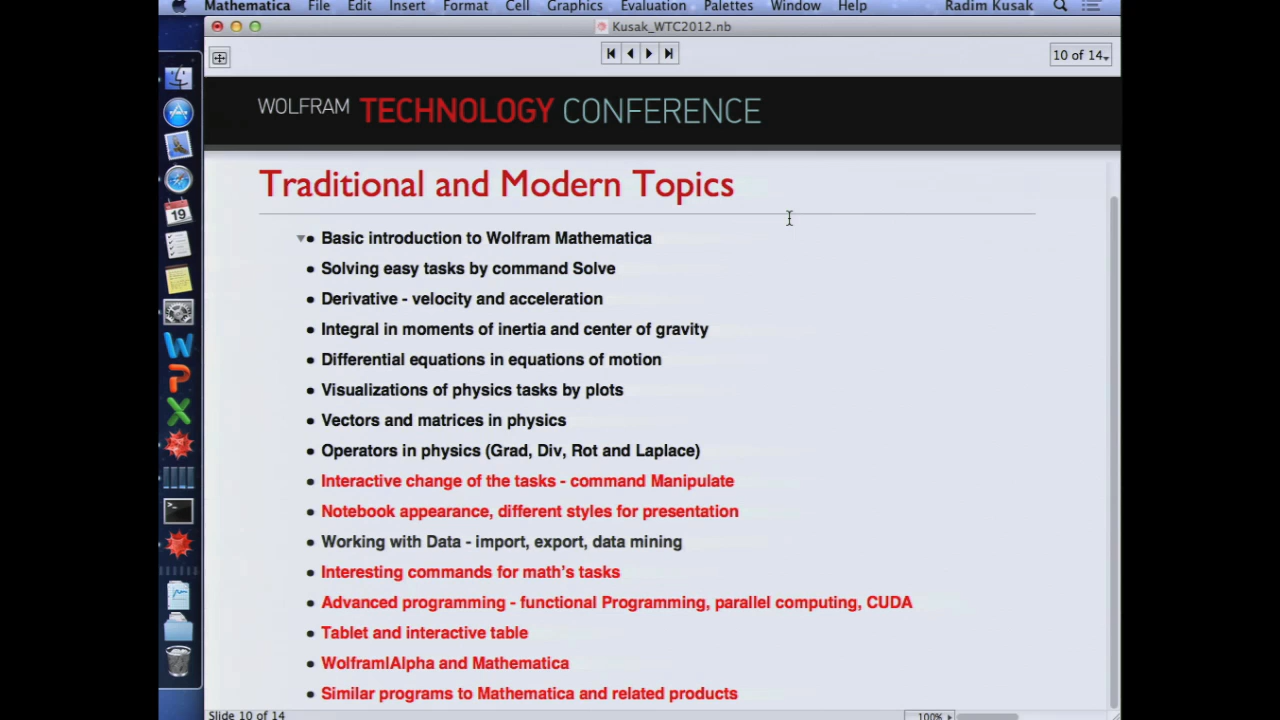 Mathematica File Edit Insert Format Cell Graphics Evaluation Palettes Window Help Radim Kusak
Kusak_WTC2012.nb
10 of 14
WOLFRAM TECHNOLOGY CONFERENCE
Traditional and Modern Topics
• Basic introduction to Wolfram Mathematica
• Solving easy tasks by command Solve
• Derivative - velocity and acceleration
• Integral in moments of inertia and center of gravity
• Differential equations in equations of motion
• Visualizations of physics tasks by plots
• Vectors and matrices in physics
• Operators in physics (Grad, Div, Rot and Laplace)
• Interactive change of the tasks - command Manipulate
• Notebook appearance, different styles for presentation
• Working with Data - import, export, data mining
• Interesting commands for math's tasks
• Advanced programming - functional Programming, parallel computing, CUDA
• Tablet and interactive table
• Wolfram|Alpha and Mathematica
• Similar programs to Mathematica and related products
Slide 10 of 14
100%
19